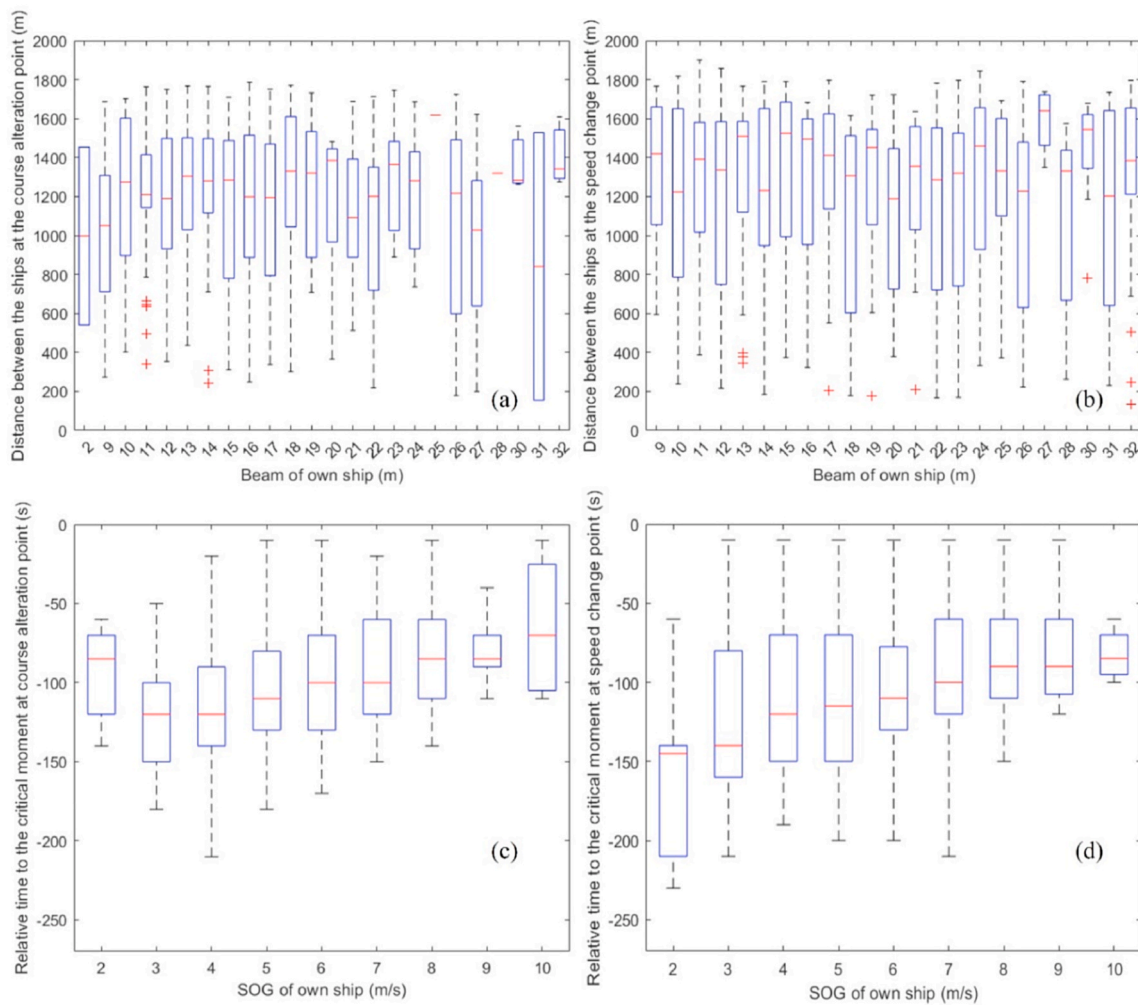 Distance between the ships at the course alteration point (m)
2000
1800
1600
1400
1200
1000
800
600
400
200
0
(a)
2 9 10 11 12 13 14 15 16 17 18 19 20 21 22 23 24 25 26 27 28 30 31 32
Beam of own ship (m)
Distance between the ships at the speed change point (m)
2000
1800
1600
1400
1200
1000
800
600
400
200
0
(b)
9 10 11 12 13 14 15 16 17 18 19 20 21 22 23 24 25 26 27 28 30 31 32
Beam of own ship (m)
Relative time to the critical moment at course alteration point (s)
0
-50
-100
-150
-200
-250
(c)
2 3 4 5 6 7 8 9 10
SOG of own ship (m/s)
Relative time to the critical moment at speed change point (s)
0
-50
-100
-150
-200
-250
(d)
2 3 4 5 6 7 8 9 10
SOG of own ship (m/s)